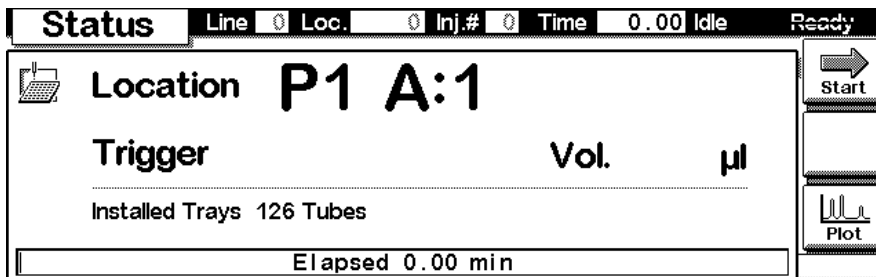 Status Line 0 Loc. 0 Inj.# 0 Time 0.00 Idle Ready
Location P1 A:1
Start
Trigger Vol. µl
Installed Trays 126 Tubes
Plot
Elapsed 0.00 min